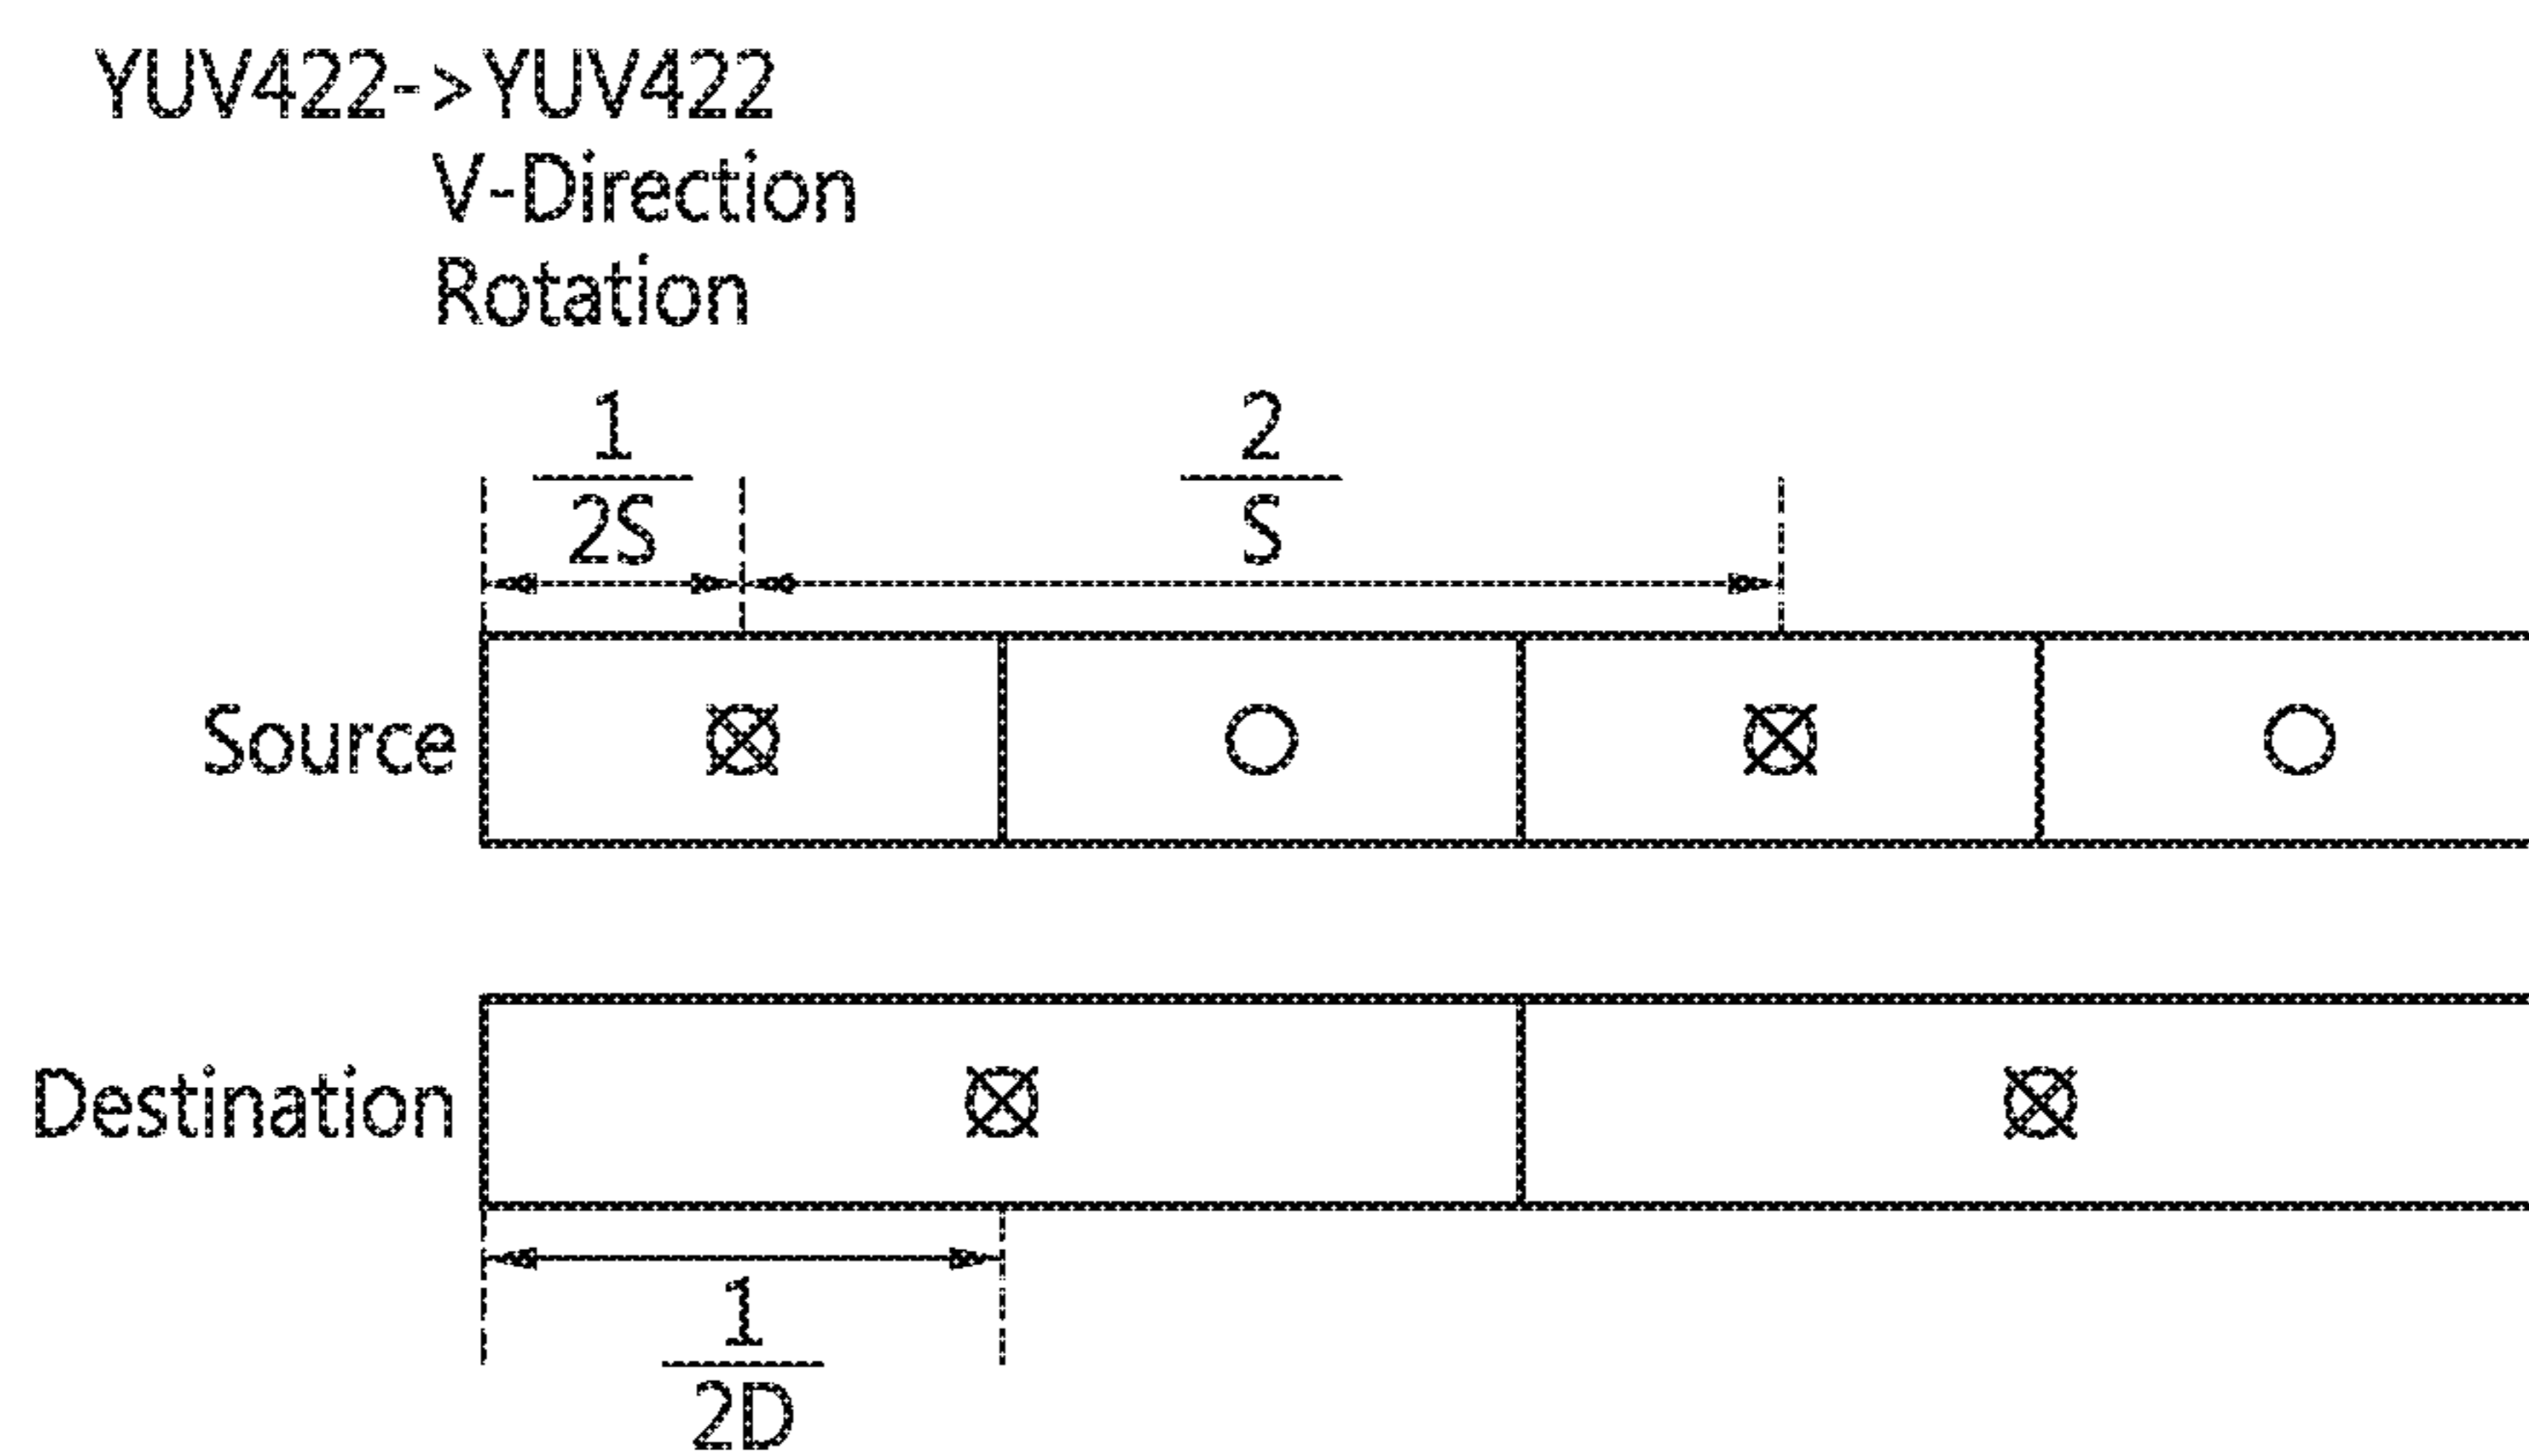 YUV422->YUV422
V-Direction
Rotation
1
2S
2
S
Source
Destination
1
2D